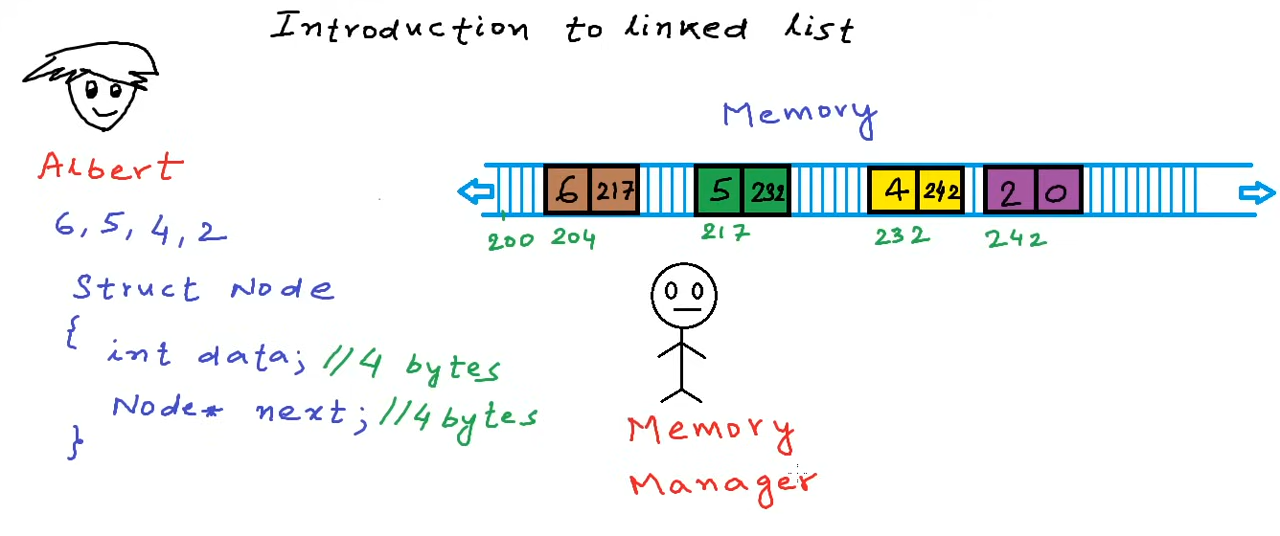 Introduction to linked list
Albert
6, 5, 4, 2
Struct Node
{
int data; //4 bytes
Node* next; //4 bytes
}
Memory
6 217 5 232 4 242 2 0
200 204 217 232 242
Memory
Manager